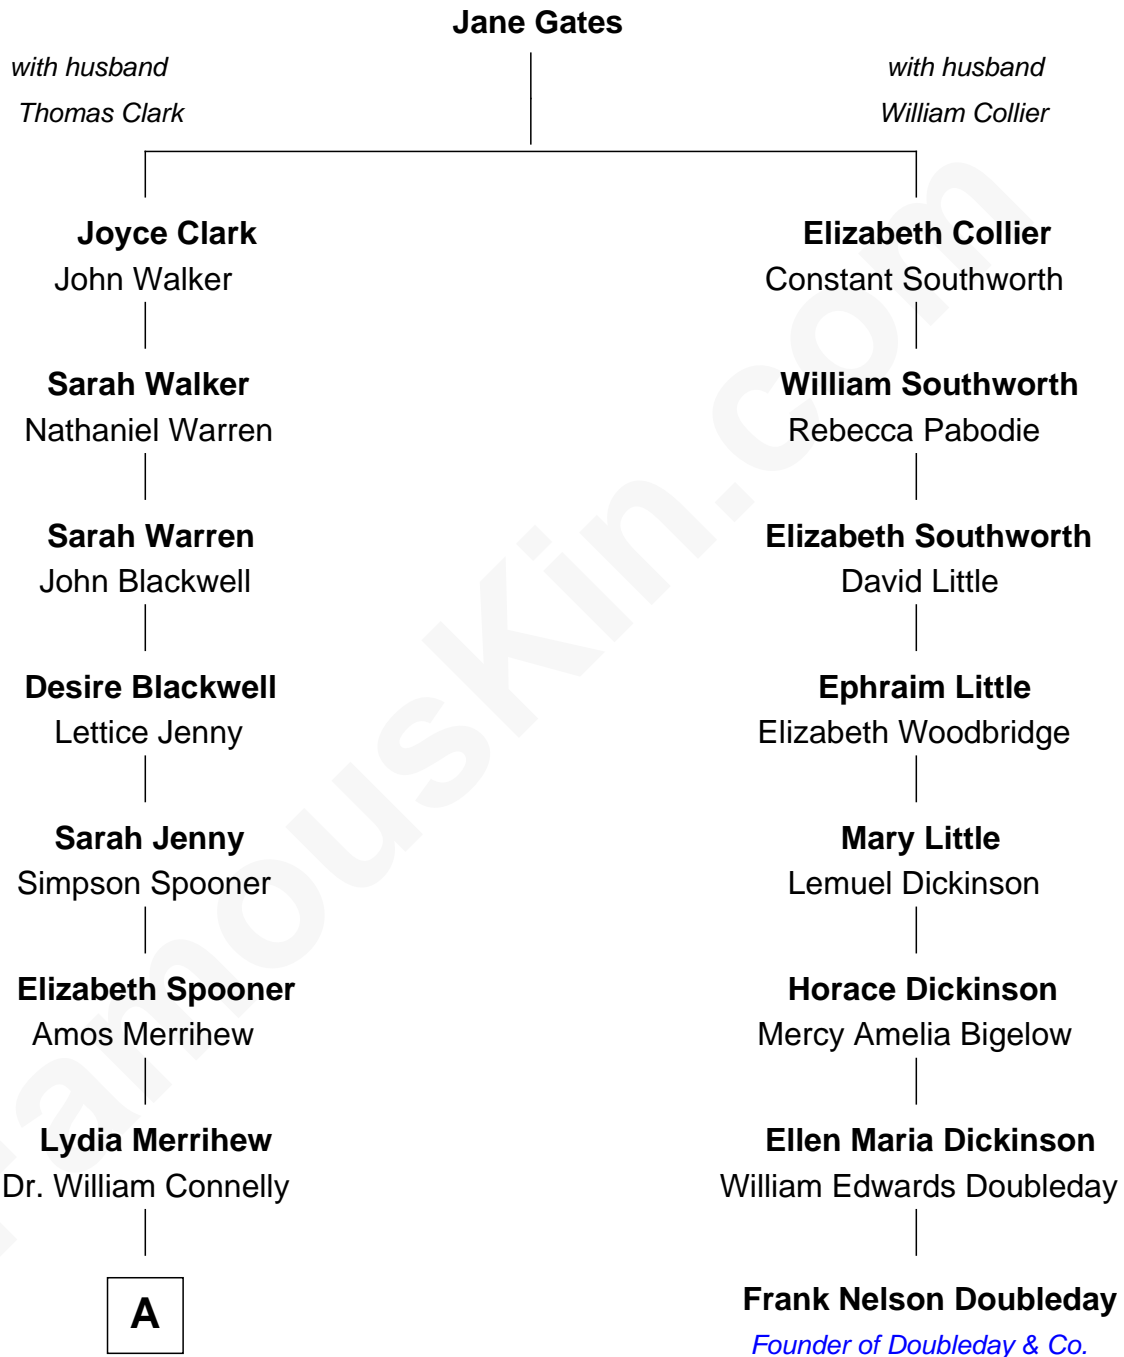 Jane Gates
with husband
Thomas Clark
with husband
William Collier
Joyce Clark
John Walker
Elizabeth Collier
Constant Southworth
Sarah Walker
Nathaniel Warren
William Southworth
Rebecca Pabodie
Sarah Warren
John Blackwell
Elizabeth Southworth
David Little
Desire Blackwell
Lettice Jenny
Ephraim Little
Elizabeth Woodbridge
Sarah Jenny
Simpson Spooner
Mary Little
Lemuel Dickinson
Elizabeth Spooner
Amos Merrihew
Horace Dickinson
Mercy Amelia Bigelow
Lydia Merrihew
Dr. William Connelly
Ellen Maria Dickinson
William Edwards Doubleday
A
Frank Nelson Doubleday
Founder of Doubleday & Co.
FamousKin.com